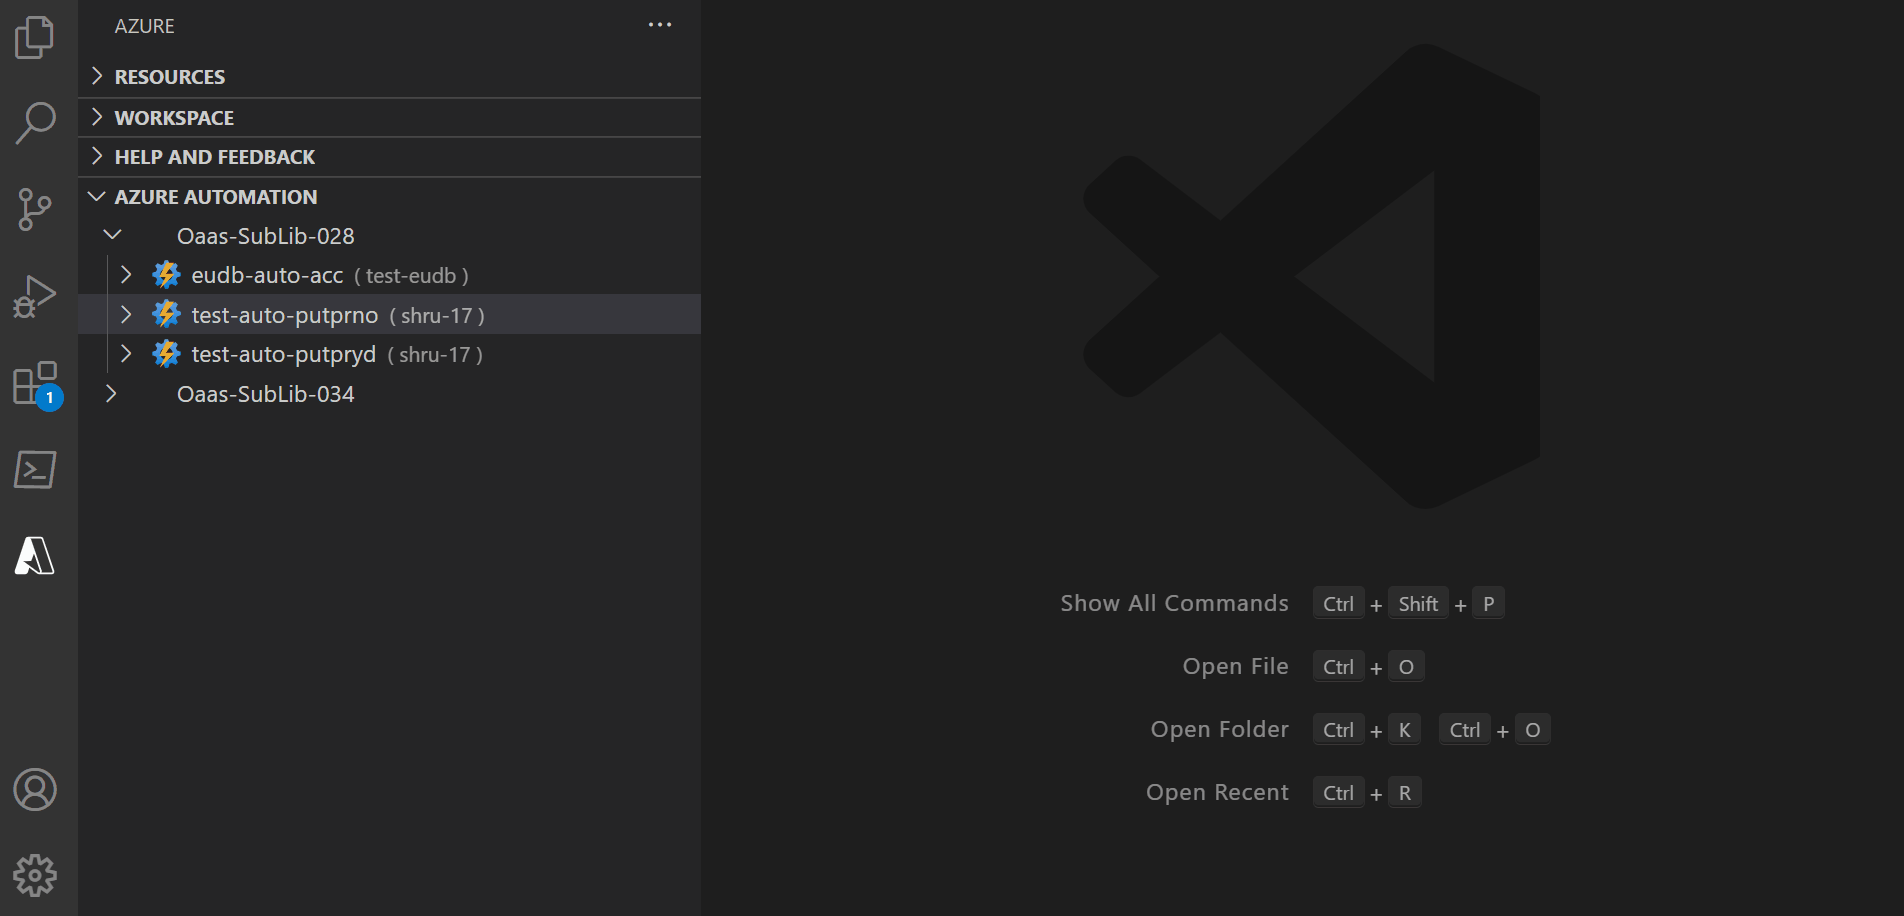 AZURE
RESOURCES
WORKSPACE
HELP AND FEEDBACK
AZURE AUTOMATION
Oaas-SubLib-028
eudb-auto-acc ( test-eudb )
test-auto-putprno ( shru-17 )
test-auto-putpryd ( shru-17 )
Oaas-SubLib-034
1
Show All Commands Ctrl + Shift + P
Open File Ctrl + O
Open Folder Ctrl + K Ctrl + O
Open Recent Ctrl + R